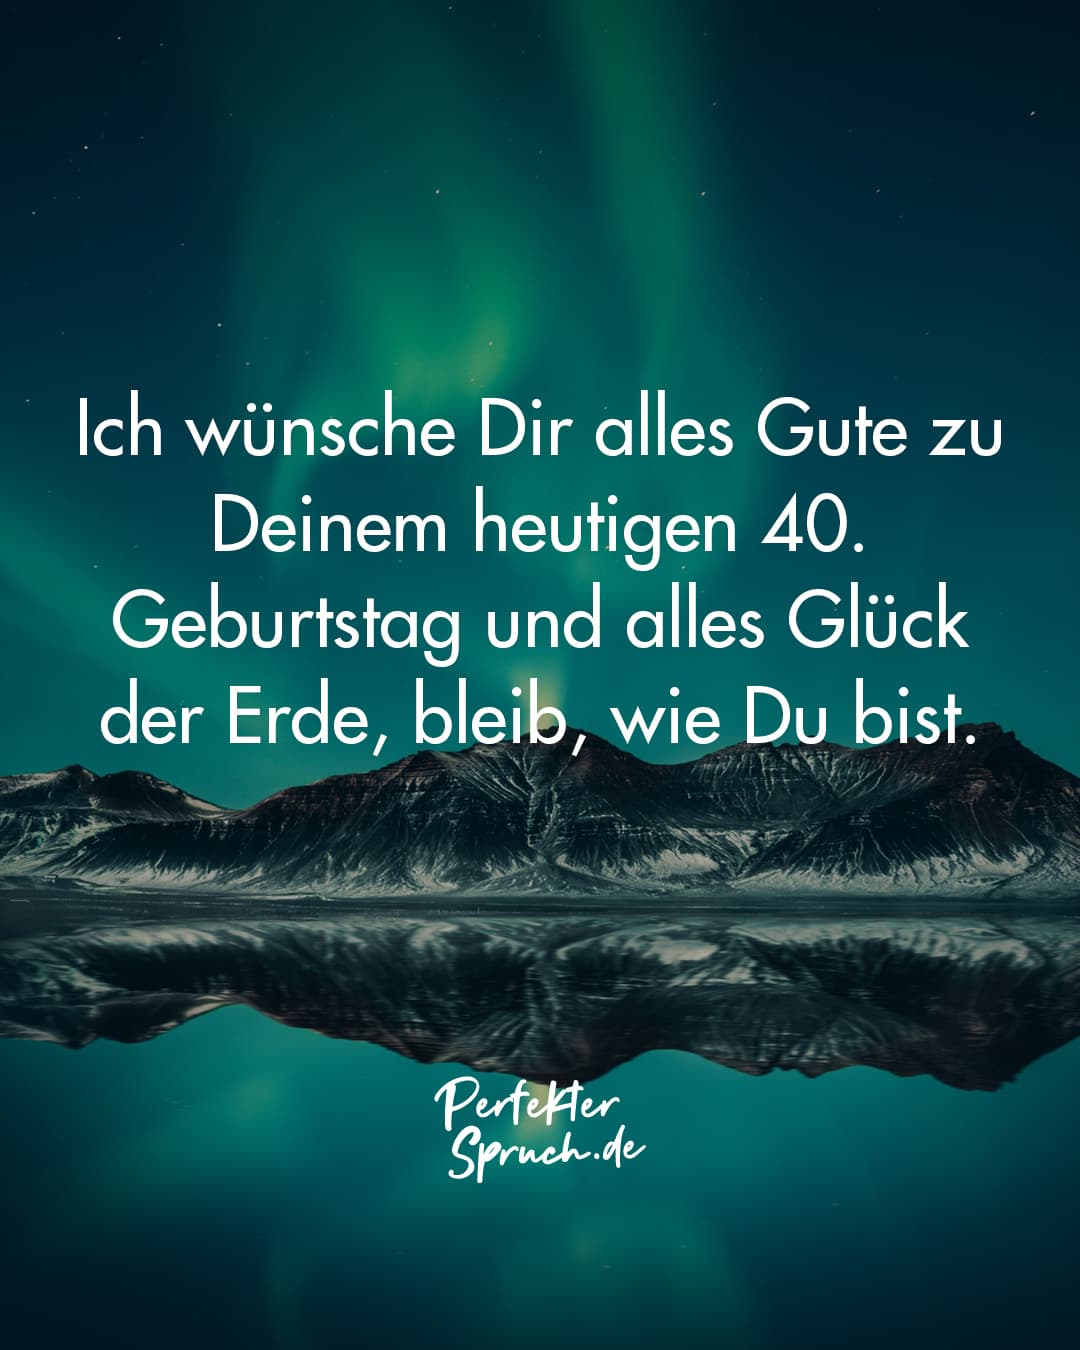 Ich wünsche Dir alles Gute zu
Deinem heutigen 40.
Geburtstag und alles Glück
der Erde, bleib, wie Du bist.
Perfekter
Spruch.de